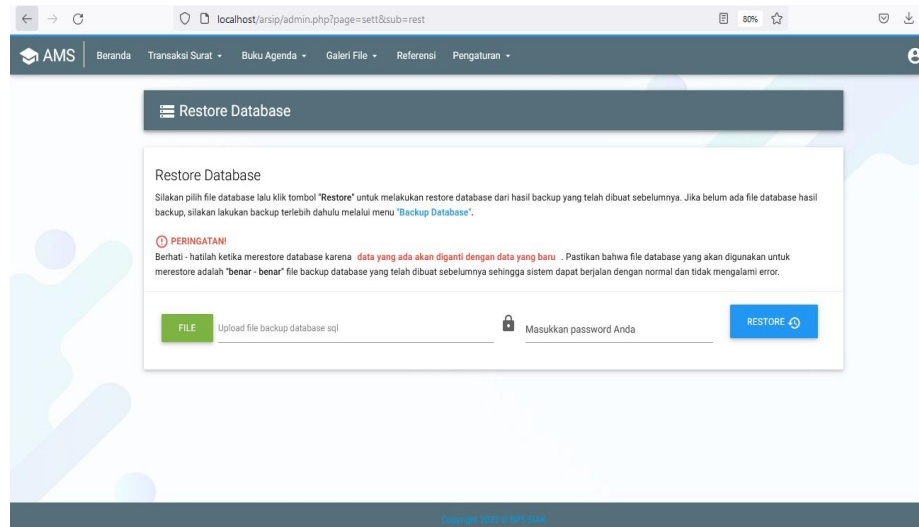 localhost/arsip/admin.php?page=sett&sub=rest
80%
AMS
Beranda
Transaksi Surat
Buku Agenda
Galeri File
Referensi
Pengaturan
Restore Database
Restore Database
Silakan pilih file database lalu klik tombol "Restore" untuk melakukan restore database dari hasil backup yang telah dibuat sebelumnya. Jika belum ada file database hasil
backup, silakan lakukan backup terlebih dahulu melalui menu "Backup Database".
PERINGATAN!
Berhati - hatilah ketika merestore database karena data yang ada akan diganti dengan data yang baru . Pastikan bahwa file database yang akan digunakan untuk
merestore adalah "benar - benar" file backup database yang telah dibuat sebelumnya sehingga sistem dapat berjalan dengan normal dan tidak mengalami error.
FILE
Upload file backup database sql
Masukkan password Anda
RESTORE
Copyright 2023 © BPS SIAK